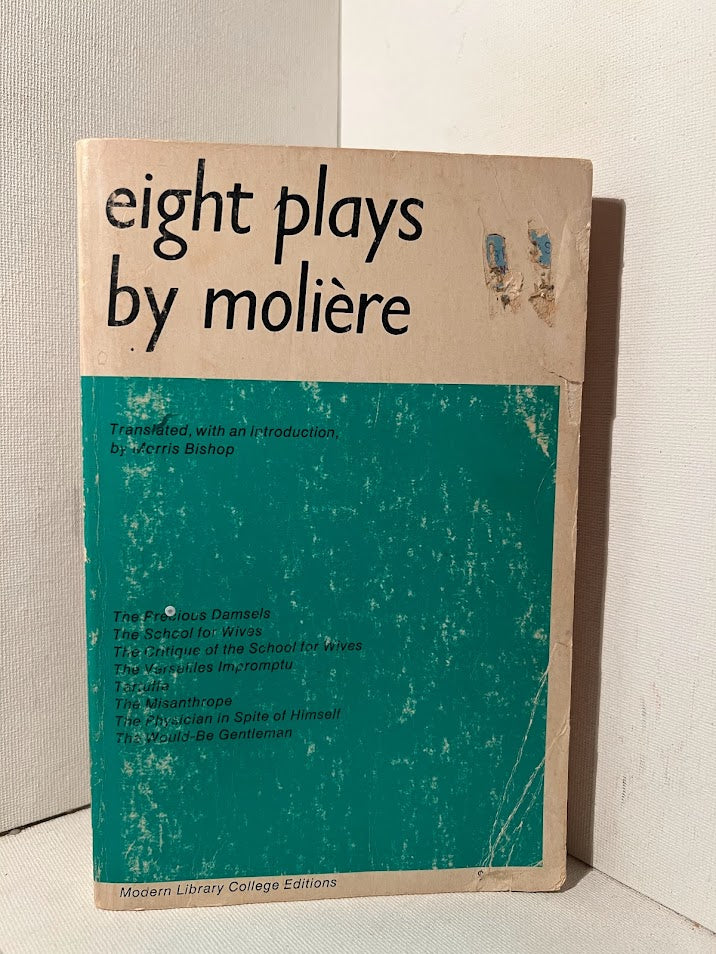 eight plays
by molière
Translated, with an introduction,
by Morris Bishop
The Precious Damsels
The School for Wives
The Critique of the School for Wives
The Versailles Impromptu
Tartuffe
The Misanthrope
The Physician in Spite of Himself
The Would-Be Gentleman
Modern Library College Editions